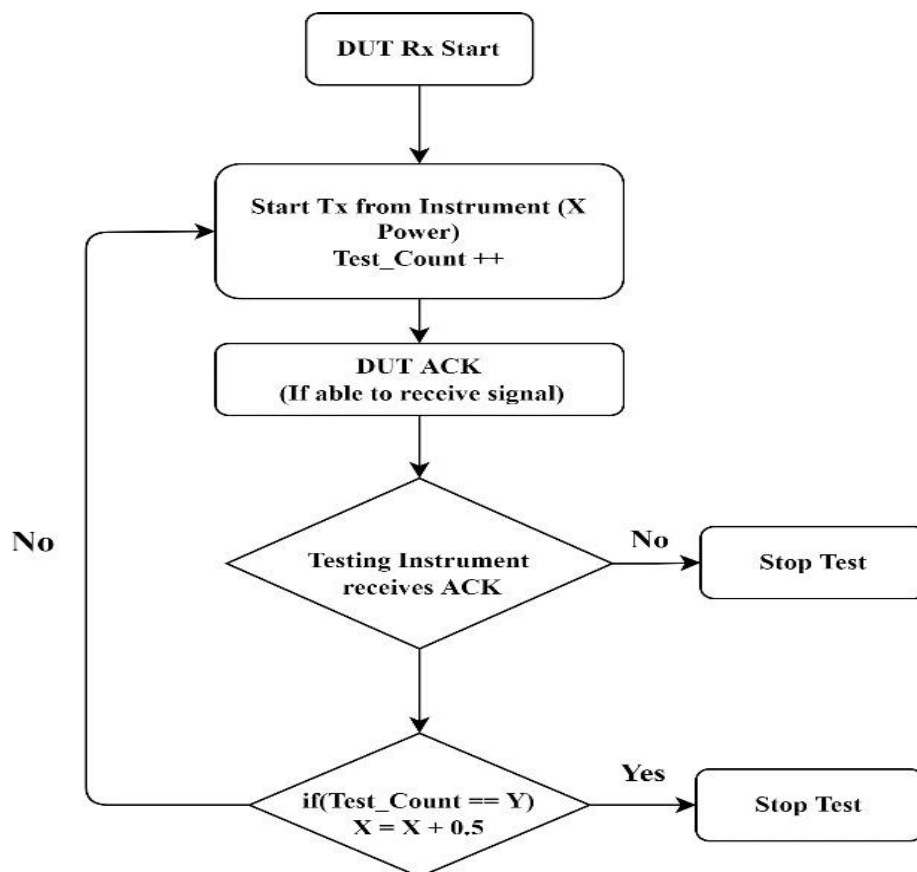 DUT Rx Start
Start Tx from Instrument (X
Power)
Test_Count ++
DUT ACK
(If able to receive signal)
No
Testing Instrument
receives ACK
No
Stop Test
if(Test_Count == Y)
X = X + 0.5
Yes
Stop Test